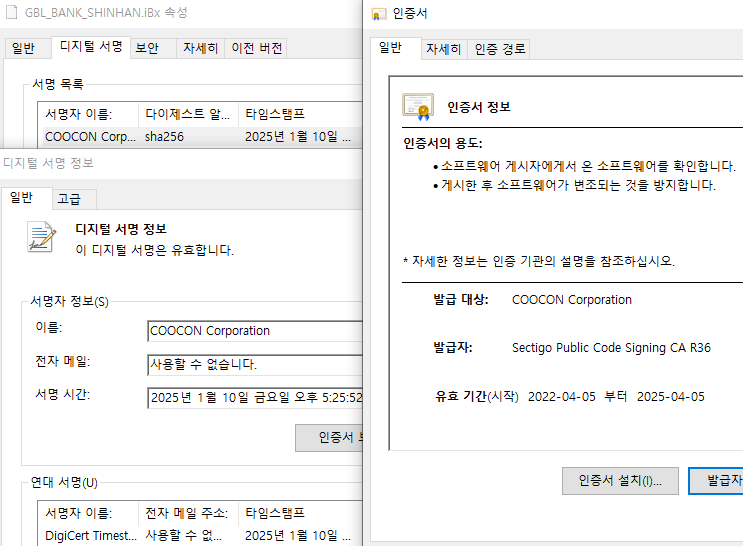 GBL_BANK_SHINHAN.iBx 속성
일반 디지털 서명 보안 자세히 이전 버전
서명 목록
서명자 이름: 다이제스트 알... 타임스탬프
COOCON Corp... sha256 2025년 1월 10일 ...
디지털 서명 정보
일반 고급
디지털 서명 정보
이 디지털 서명은 유효합니다.
서명자 정보(S)
이름: COOCON Corporation
전자 메일: 사용할 수 없습니다.
서명 시간: 2025년 1월 10일 금요일 오후 5:25:52
인증서
연대 서명(U)
서명자 이름: 전자 메일 주소: 타임스탬프
DigiCert Timest... 사용할 수 없... 2025년 1월 10일 ...
인증서
일반 자세히 인증 경로
인증서 정보
인증서의 용도:
• 소프트웨어 게시자에게서 온 소프트웨어를 확인합니다.
• 게시한 후 소프트웨어가 변조되는 것을 방지합니다.
* 자세한 정보는 인증 기관의 설명을 참조하십시오.
발급 대상: COOCON Corporation
발급자: Sectigo Public Code Signing CA R36
유효 기간(시작) 2022-04-05 부터 2025-04-05
인증서 설치(I)... 발급자